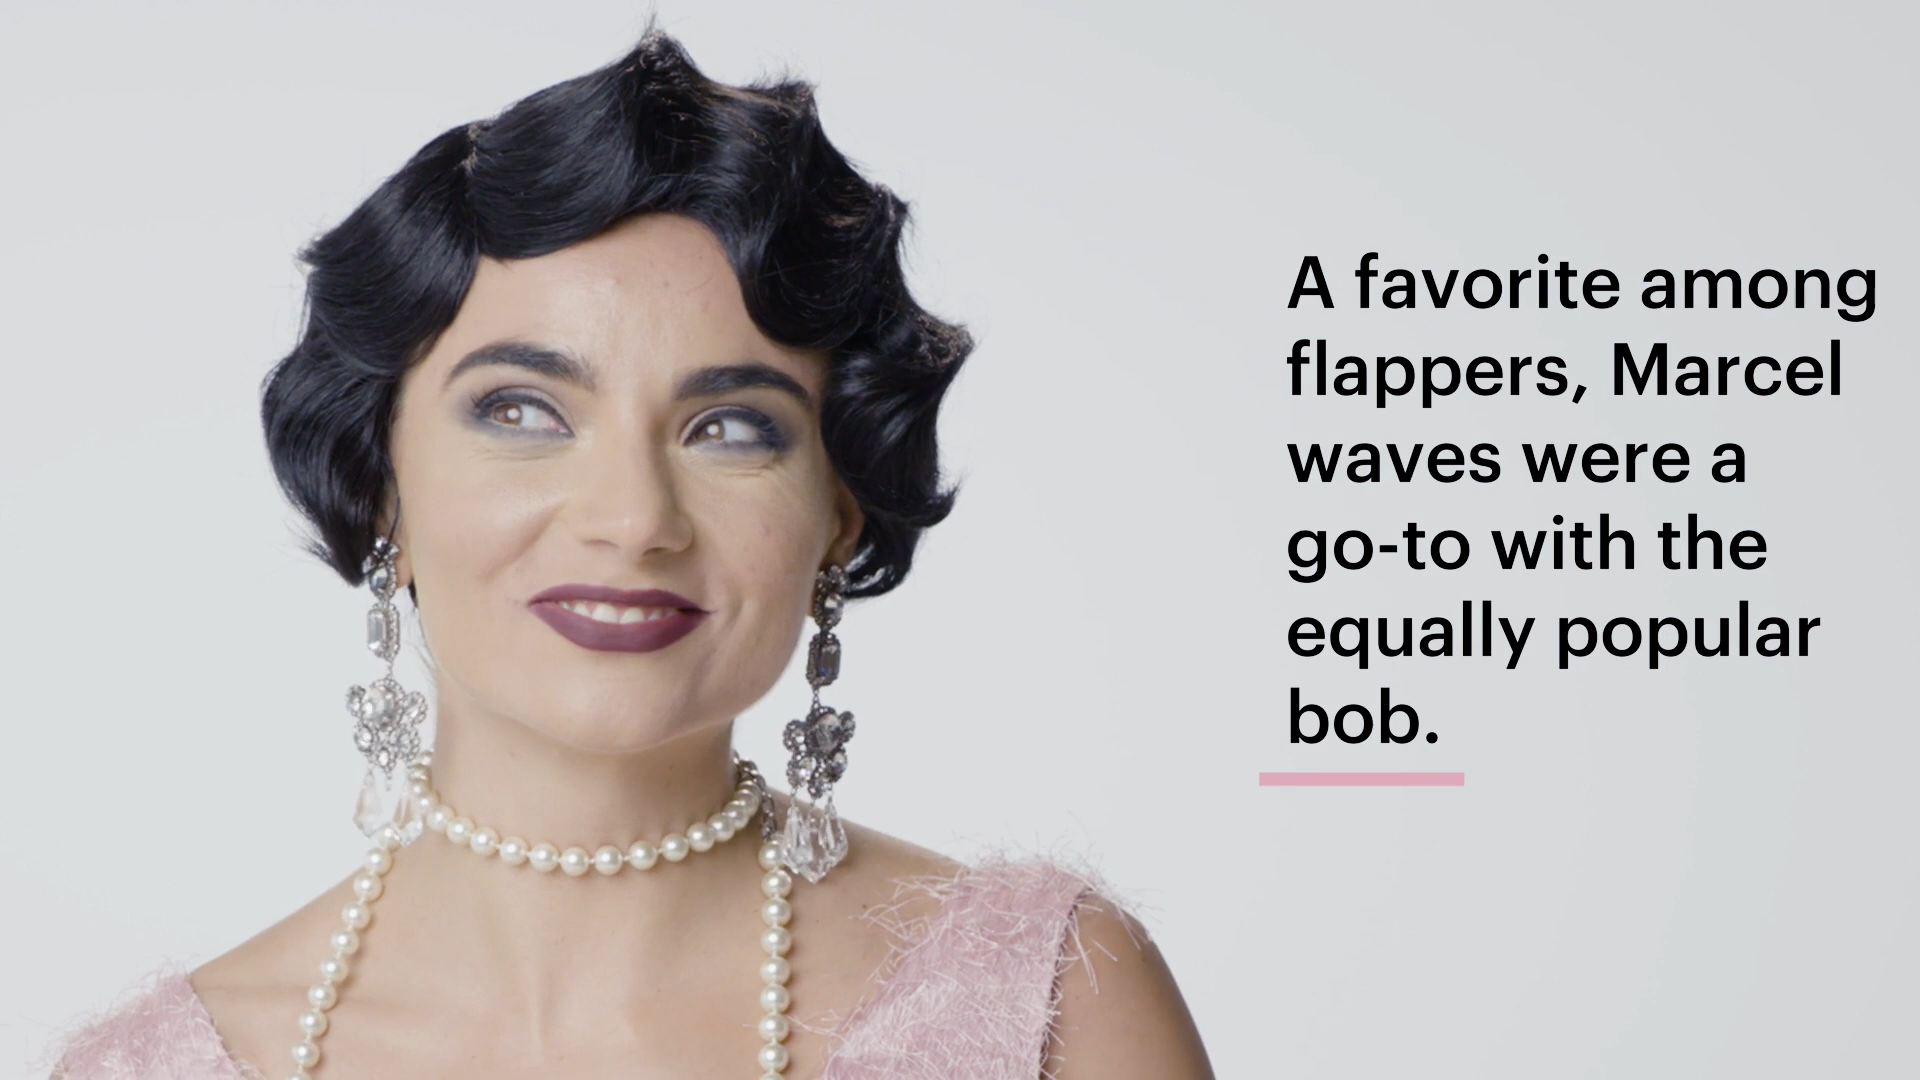 A favorite among
flappers, Marcel
waves were a
go-to with the
equally popular
bob.